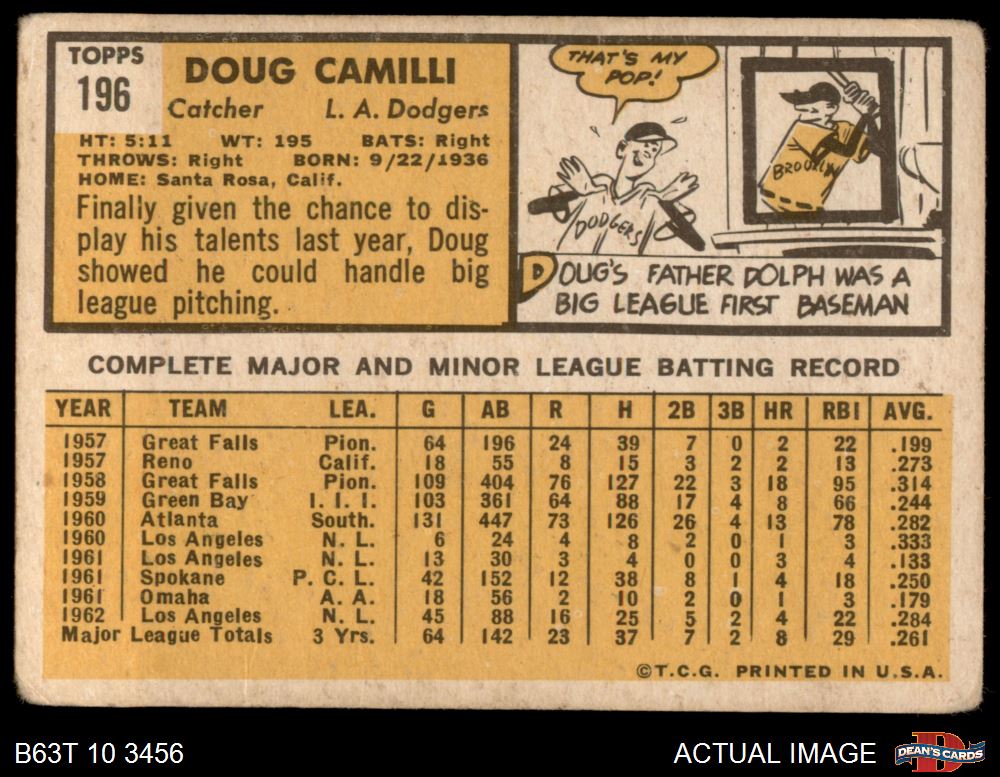 TOPPS
196
DOUG CAMILLI
Catcher L. A. Dodgers
HT: 5:11 WT: 195 BATS: Right
THROWS: Right BORN: 9/22/1936
HOME: Santa Rosa, Calif.
Finally given the chance to dis-
play his talents last year, Doug
showed he could handle big
league pitching.
THAT'S MY
POP!
DODGERS
BROOKLYN
DOUG'S FATHER DOLPH WAS A
BIG LEAGUE FIRST BASEMAN
COMPLETE MAJOR AND MINOR LEAGUE BATTING RECORD
YEAR TEAM LEA. G AB R H 2B 3B HR RBI AVG.
1957 Great Falls Pion. 64 196 24 39 7 0 2 22 .199
1957 Reno Calif. 18 55 8 15 3 2 2 13 .273
1958 Great Falls Pion. 109 404 76 127 22 3 18 95 .314
1959 Green Bay I. I. I. 103 361 64 88 17 4 8 66 .244
1960 Atlanta South. 131 447 73 126 26 4 13 78 .282
1960 Los Angeles N. L. 6 24 4 8 2 0 1 3 .333
1961 Los Angeles N. L. 13 30 3 4 0 0 3 4 .133
1961 Spokane P. C. L. 42 152 12 38 8 1 4 18 .250
1961 Omaha A. A. 18 56 2 10 2 0 1 3 .179
1962 Los Angeles N. L. 45 88 16 25 5 2 4 22 .284
Major League Totals 3 Yrs. 64 142 23 37 7 2 8 29 .261
©T.C.G. PRINTED IN U.S.A.
B63T 10 3456 ACTUAL IMAGE
D
DEAN'S CARDS